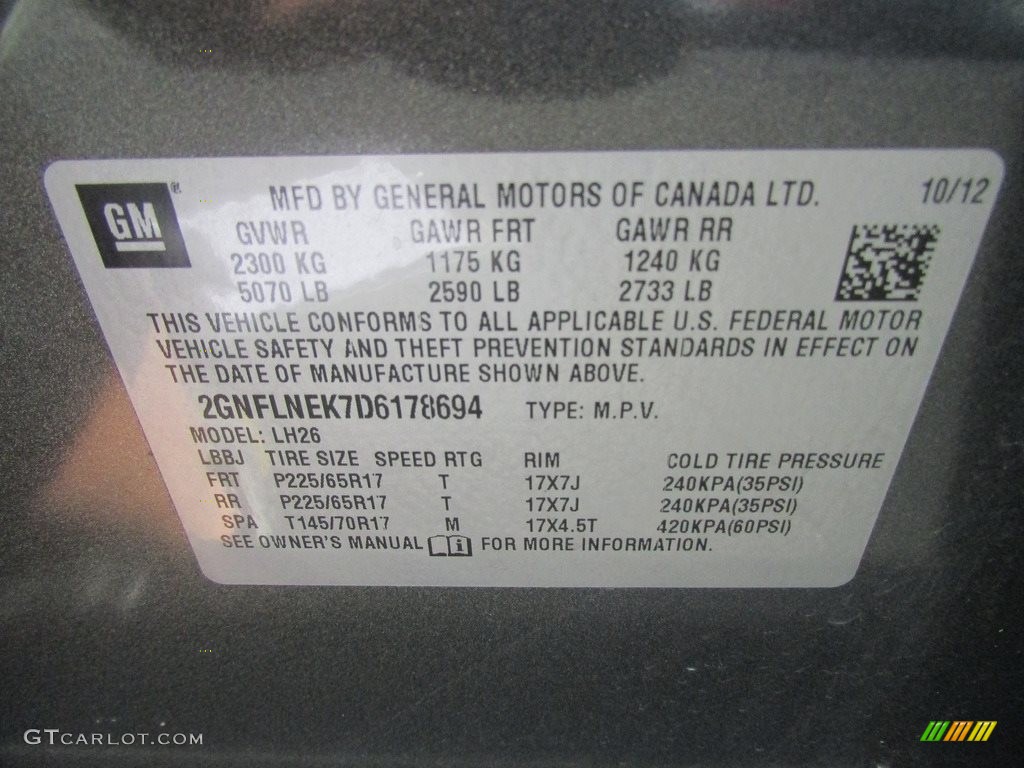 GM®
MFD BY GENERAL MOTORS OF CANADA LTD. 10/12
GVWR GAWR FRT GAWR RR
2300 KG 1175 KG 1240 KG
5070 LB 2590 LB 2733 LB
THIS VEHICLE CONFORMS TO ALL APPLICABLE U.S. FEDERAL MOTOR
VEHICLE SAFETY AND THEFT PREVENTION STANDARDS IN EFFECT ON
THE DATE OF MANUFACTURE SHOWN ABOVE.
2GNFLNEK7D6178694 TYPE: M.P.V.
MODEL: LH26
LBBJ TIRE SIZE SPEED RTG RIM COLD TIRE PRESSURE
FRT P225/65R17 T 17X7J 240KPA(35PSI)
RR P225/65R17 T 17X7J 240KPA(35PSI)
SPA T145/70R17 M 17X4.5T 420KPA(60PSI)
SEE OWNER'S MANUAL i FOR MORE INFORMATION.
GTCARLOT.COM